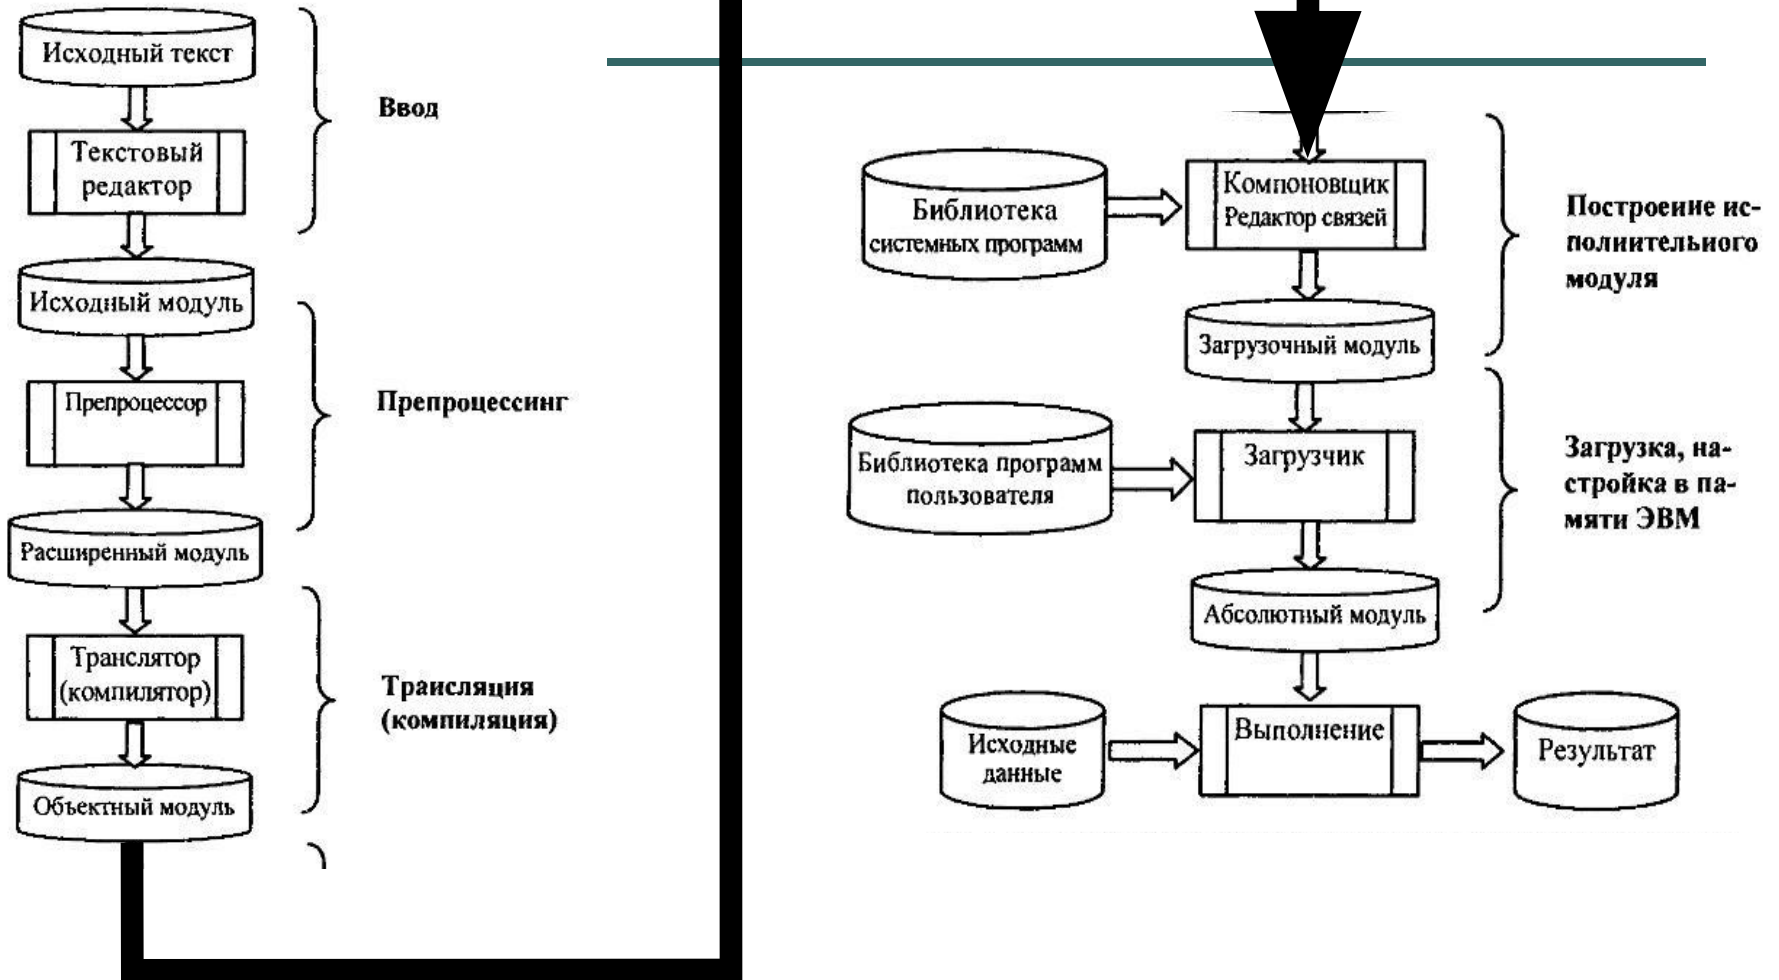 Исходный текст
Ввод
Текстовый
редактор
Исходный модуль
Препроцессор
Препроцессинг
Расширенный модуль
Транслятор
(компилятор)
Трансляция
(компиляция)
Объектный модуль
Библиотека
системных программ
Компоновщик
Редактор связей
Построение ис-
полнительного
модуля
Загрузочный модуль
Библиотека программ
пользователя
Загрузчик
Загрузка, на-
стройка в па-
мяти ЭВМ
Абсолютный модуль
Исходные
данные
Выполнение
Результат